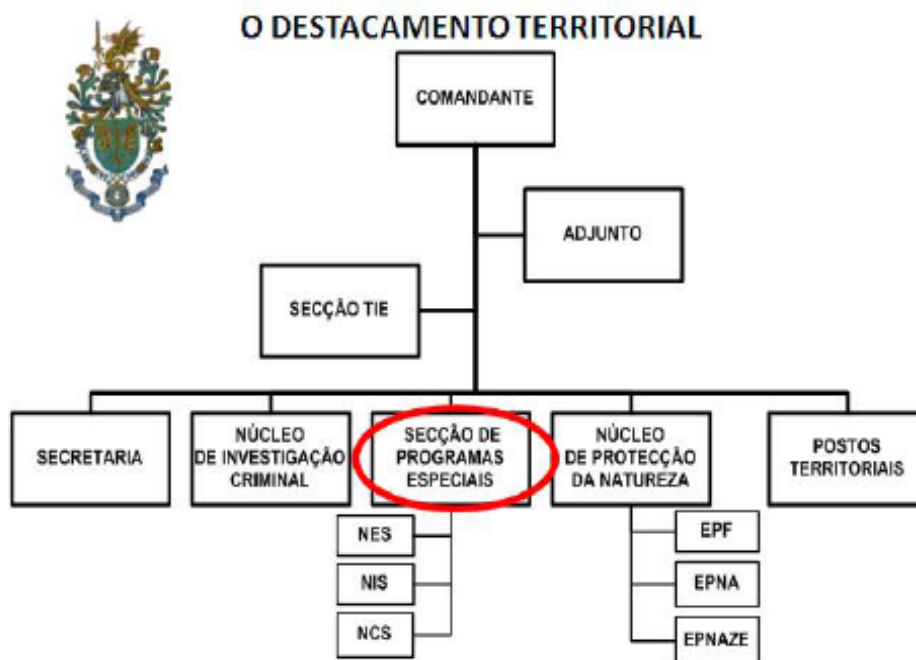 O DESTACAMENTO TERRITORIAL
COMANDANTE
ADJUNTO
SECÇÃO TIE
SECRETARIA
NÚCLEO
DE INVESTIGAÇÃO
CRIMINAL
SECÇÃO DE
PROGRAMAS
ESPECIAIS
NÚCLEO
DE PROTECÇÃO
DA NATUREZA
POSTOS
TERRITORIAIS
NES
NIS
NCS
EPF
EPNA
EPNAZE